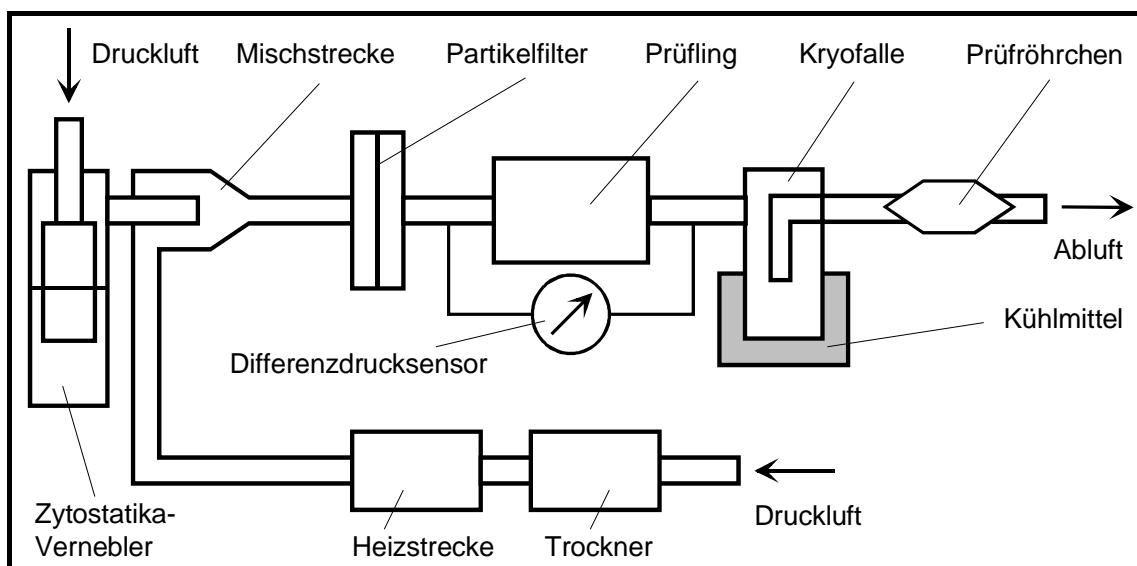 Druckluft
Mischstrecke
Partikelfilter
Prüfling
Kryofalle
Prüfröhrchen
Abluft
Kühlmittel
Differenzdrucksensor
Druckluft
Zytostatika-
Vernebler
Heizstrecke
Trockner